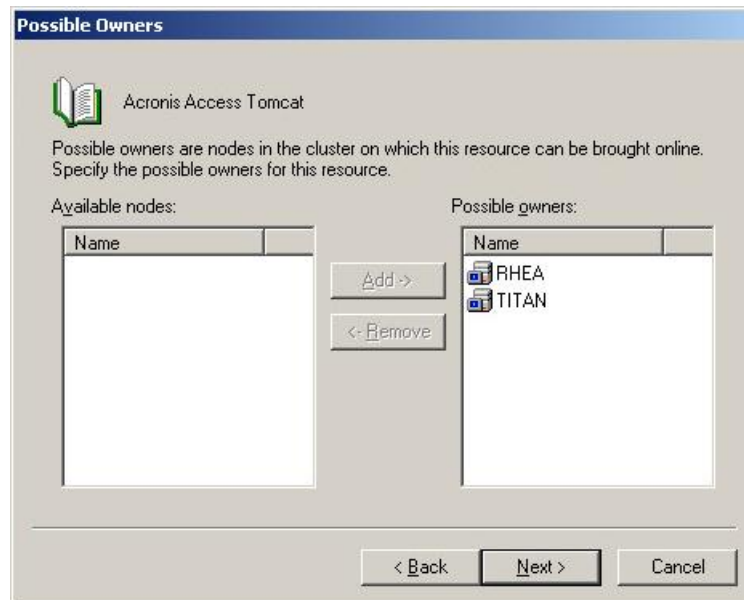 Possible Owners
Acronis Access Tomcat
Possible owners are nodes in the cluster on which this resource can be brought online.
Specify the possible owners for this resource.
Available nodes:
Possible owners:
Name
Name
RHEA
TITAN
Add ->
<- Remove
< Back
Next >
Cancel